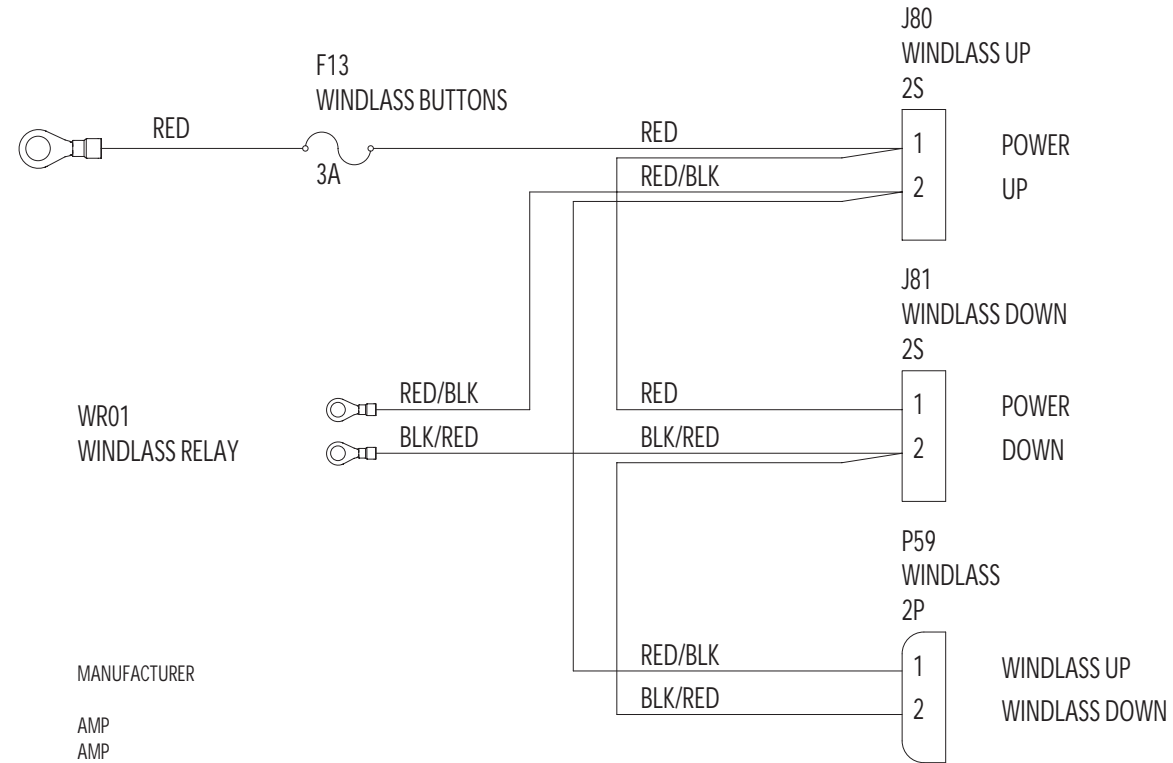 J80
WINDLASS UP
2S
F13
WINDLASS BUTTONS
RED
3A
RED
1 POWER
RED/BLK
2 UP
J81
WINDLASS DOWN
2S
WR01
WINDLASS RELAY
RED/BLK
RED
1 POWER
BLK/RED
BLK/RED
2 DOWN
P59
WINDLASS
2P
RED/BLK
1 WINDLASS UP
BLK/RED
2 WINDLASS DOWN
MANUFACTURER
AMP
AMP